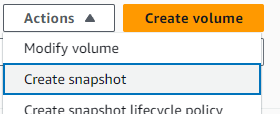 Actions ▲ Create volume
Modify volume
Create snapshot
Create snapshot lifecycle policy